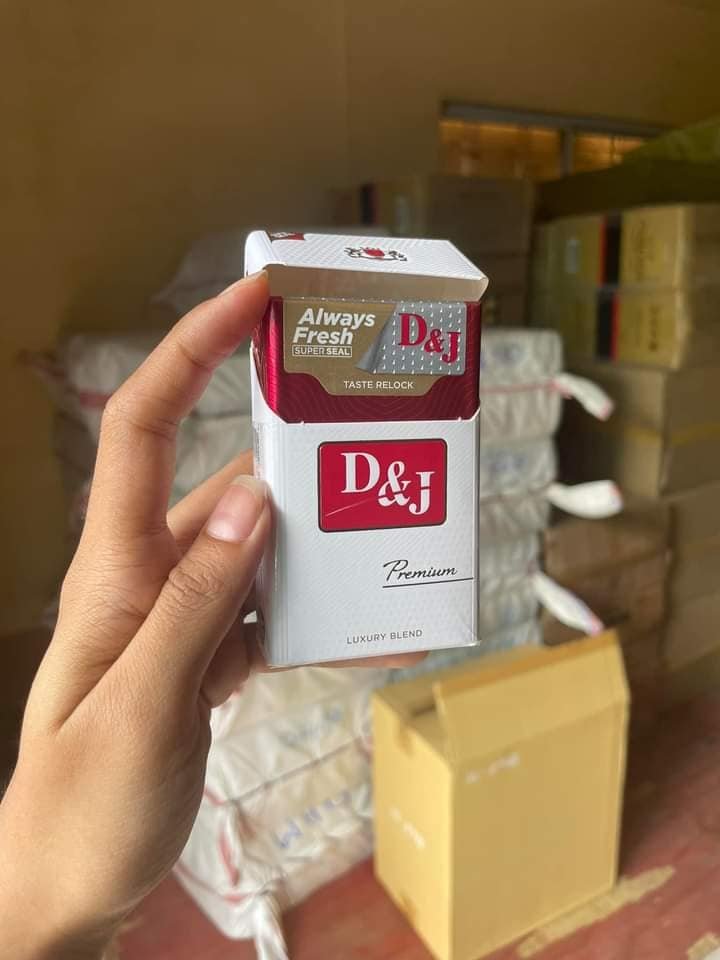 Always
Fresh
SUPER SEAL
D&J
TASTE RELOCK
D&J
Premium
LUXURY BLEND